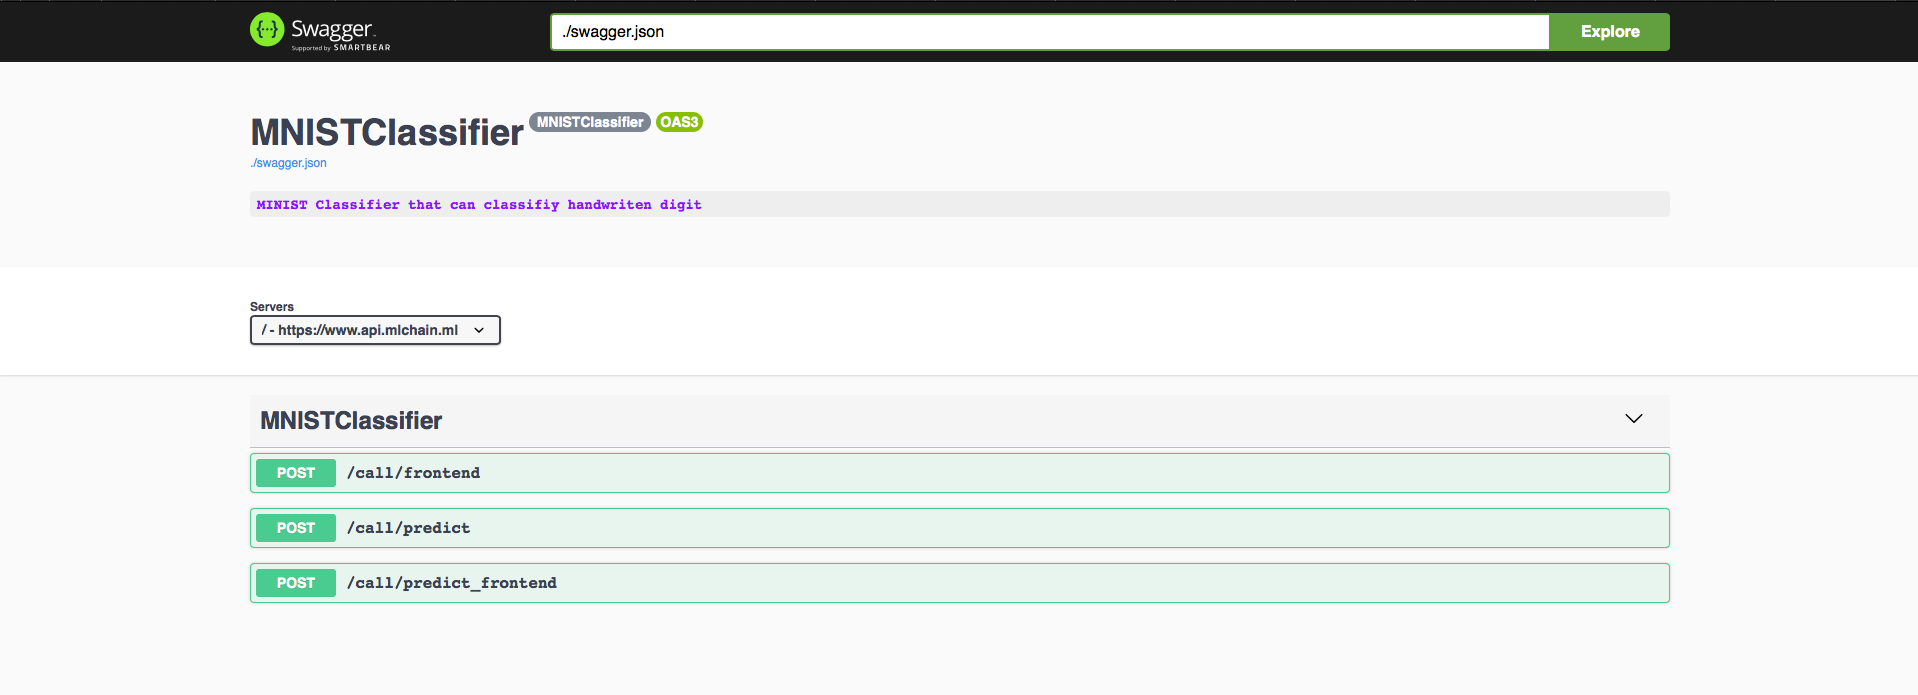 Swagger
Supported by SMARTBEAR
./swagger.json
Explore
MNISTClassifier MNISTClassifier OAS3
./swagger.json
MINIST Classifier that can classifiy handwriten digit
Servers
/ - https://www.api.mlchain.ml
MNISTClassifier
POST /call/frontend
POST /call/predict
POST /call/predict_frontend